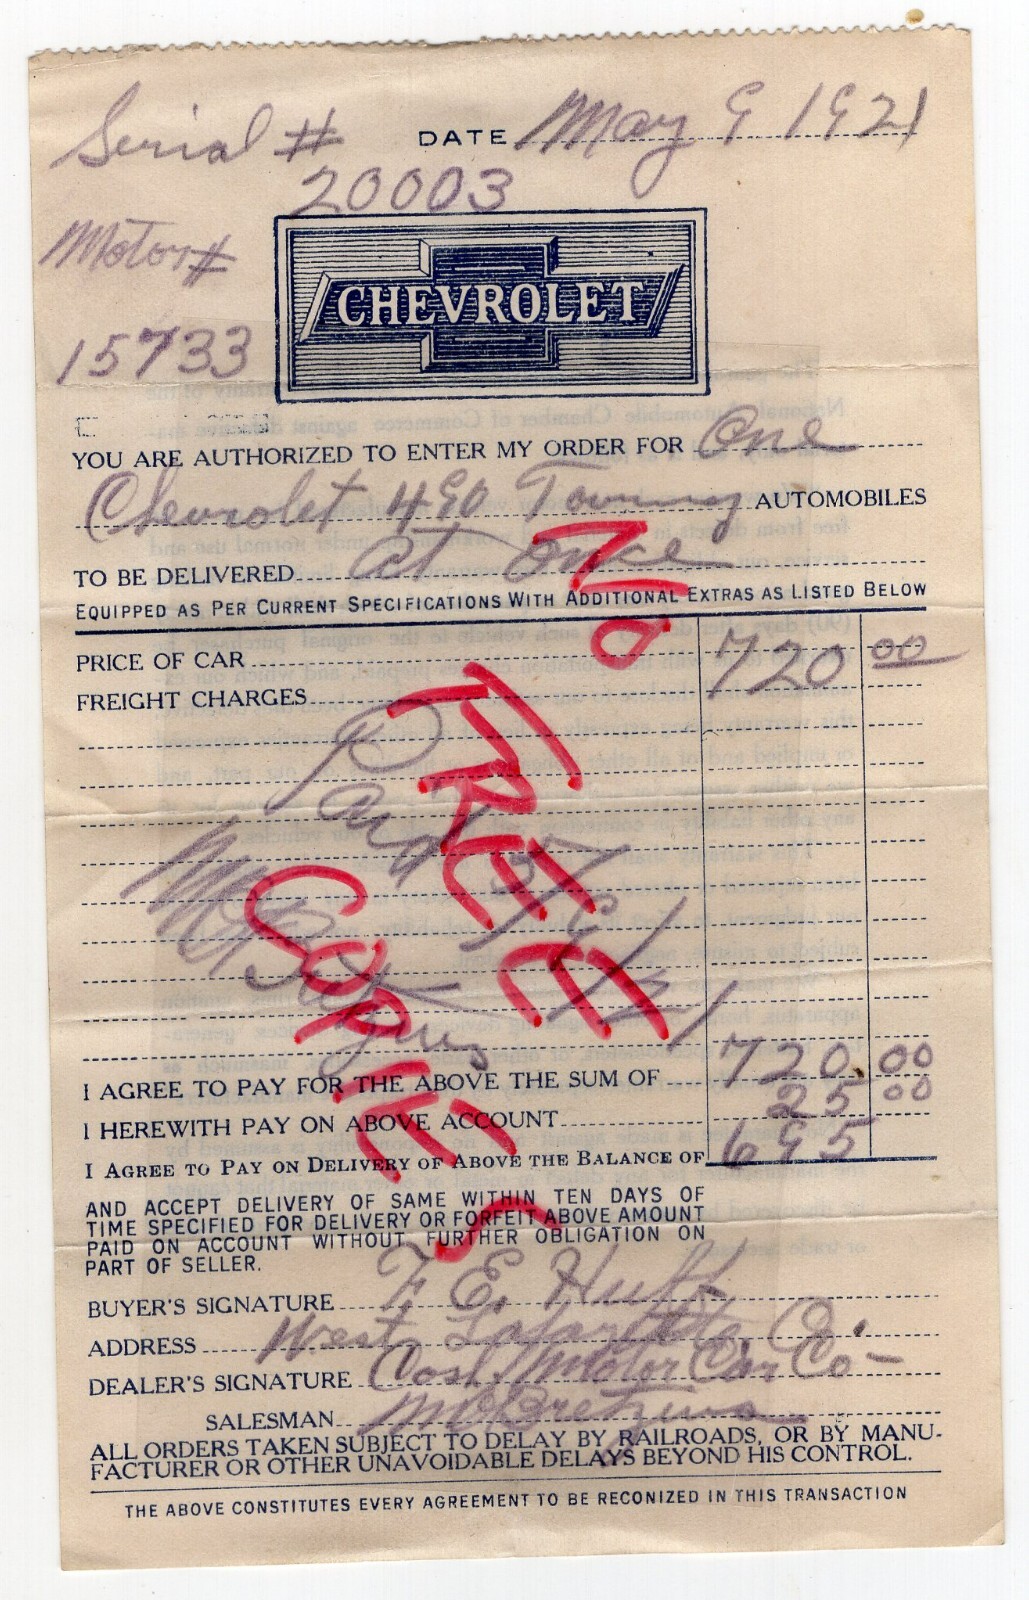 Serial # DATE May 9 1921
20003
Motor#
15733
CHEVROLET
YOU ARE AUTHORIZED TO ENTER MY ORDER FOR One
Chevrolet 490 Touring AUTOMOBILES
TO BE DELIVERED At Once
EQUIPPED AS PER CURRENT SPECIFICATIONS WITH ADDITIONAL EXTRAS AS LISTED BELOW
PRICE OF CAR 720 00
FREIGHT CHARGES
No
FREE
COPIES
Paid 5/9/21
I AGREE TO PAY FOR THE ABOVE THE SUM OF 720.00
I HEREWITH PAY ON ABOVE ACCOUNT 25 00
I AGREE TO PAY ON DELIVERY OF ABOVE THE BALANCE OF 695
AND ACCEPT DELIVERY OF SAME WITHIN TEN DAYS OF
TIME SPECIFIED FOR DELIVERY OR FORFEIT ABOVE AMOUNT
PAID ON ACCOUNT WITHOUT FURTHER OBLIGATION ON
PART OF SELLER.
BUYER'S SIGNATURE F. E. Huff
ADDRESS West Lafayette O.
DEALER'S SIGNATURE Cosh. Motor Car Co
SALESMAN
ALL ORDERS TAKEN SUBJECT TO DELAY BY RAILROADS, OR BY MANU-
FACTURER OR OTHER UNAVOIDABLE DELAYS BEYOND HIS CONTROL.
THE ABOVE CONSTITUTES EVERY AGREEMENT TO BE RECONIZED IN THIS TRANSACTION